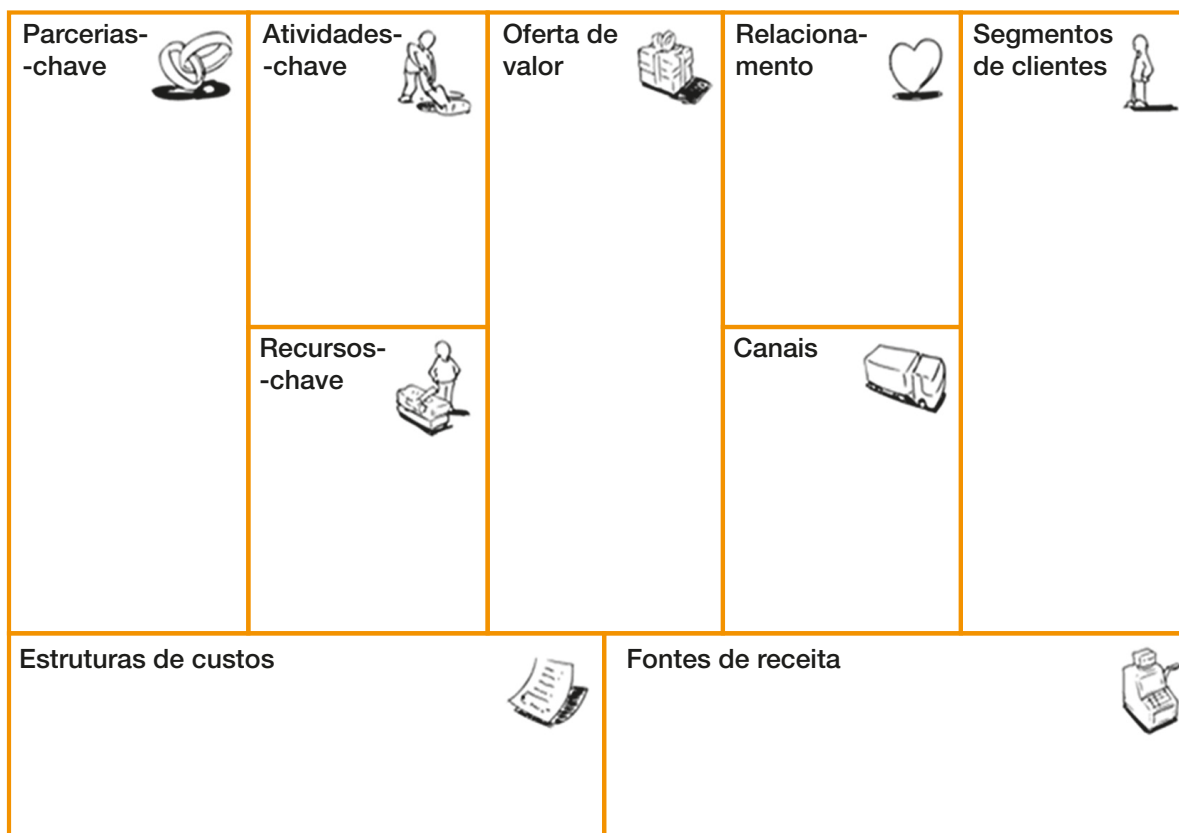 Parcerias-
-chave
Atividades-
-chave
Oferta de
valor
Relaciona-
mento
Segmentos
de clientes
Recursos-
-chave
Canais
Estruturas de custos
Fontes de receita